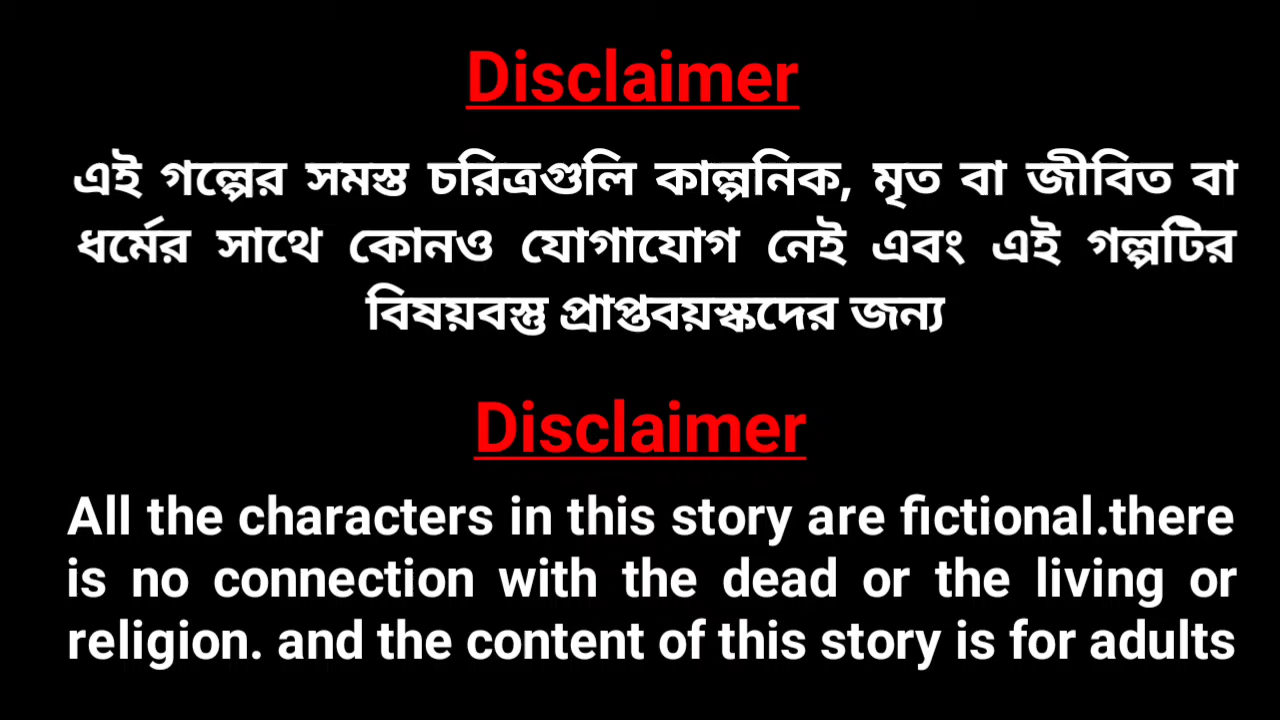 Disclaimer
এই গল্পের সমস্ত চরিত্রগুলি কাল্পনিক, মৃত বা জীবিত বা
ধর্মের সাথে কোনও যোগাযোগ নেই এবং এই গল্পটির
বিষয়বস্তু প্রাপ্তবয়স্কদের জন্য
Disclaimer
All the characters in this story are fictional.there
is no connection with the dead or the living or
religion. and the content of this story is for adults